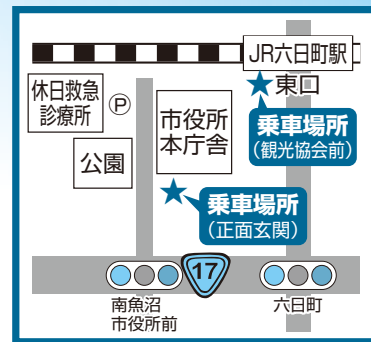 JR六日町駅
東口
乗車場所
(観光協会前)
休日救急
診療所
P
市役所
本庁舎
公園
乗車場所
(正面玄関)
17
南魚沼
市役所前
六日町